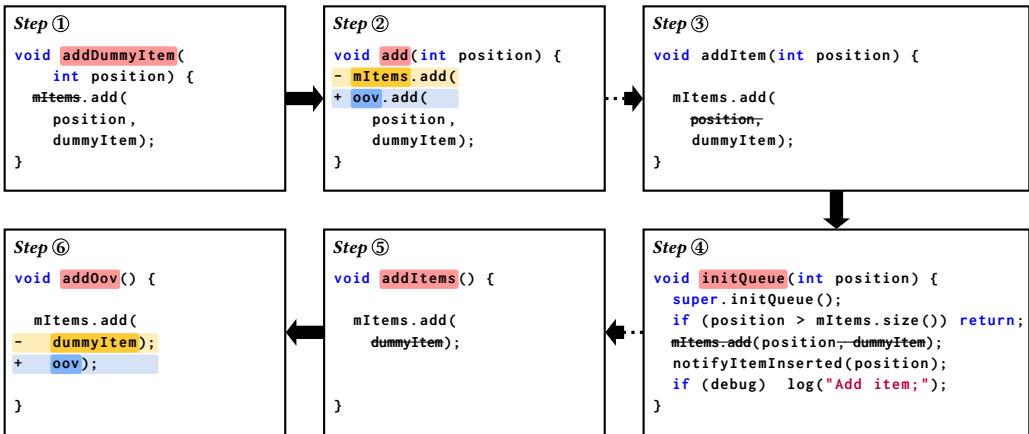 Step ①
void addDummyItem(
int position) {
mItems.add(
position,
dummyItem);
}
Step ②
void add(int position) {
- mItems.add(
+ oov.add(
position,
dummyItem);
}
Step ③
void addItem(int position) {
mItems.add(
position,
dummyItem);
}
Step ④
void initQueue(int position) {
super.initQueue();
if (position > mItems.size()) return;
mItems.add(position, dummyItem);
notifyItemInserted(position);
if (debug) log("Add item;");
}
Step ⑤
void addItems() {
mItems.add(
dummyItem);
}
Step ⑥
void addOov() {
mItems.add(
- dummyItem);
+ oov);
}